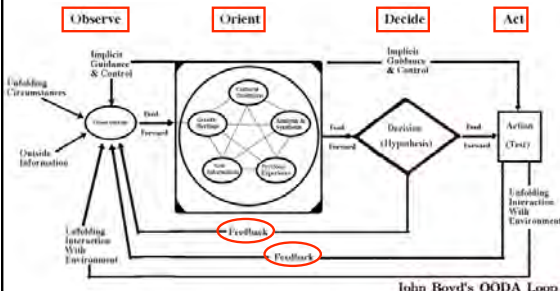 Observe
Orient
Decide
Act
Implicit
Guidance
& Control
Implicit
Guidance
& Control
Unfolding
Circumstances
Outside
Information
Observations
Feed
Forward
Cultural
Traditions
Genetic
Heritage
Analysis &
Synthesis
New
Information
Previous
Experience
Feed
Forward
Decision
(Hypothesis)
Feed
Forward
Action
(Test)
Unfolding
Interaction
With
Environment
Unfolding
Interaction
With
Environment
Feedback
Feedback
John Boyd's OODA Loop